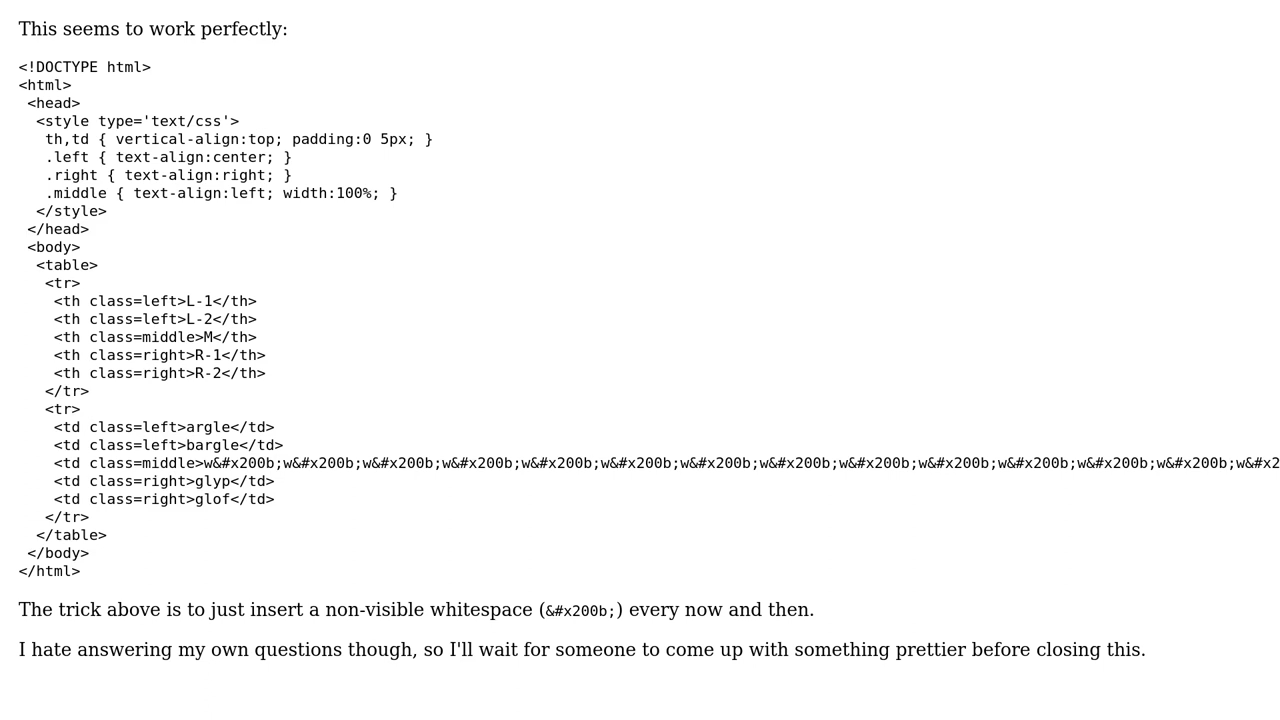 This seems to work perfectly:
<!DOCTYPE html>
<html>
 <head>
  <style type='text/css'>
   th,td { vertical-align:top; padding:0 5px; }
   .left { text-align:center; }
   .right { text-align:right; }
   .middle { text-align:left; width:100%; }
  </style>
 </head>
 <body>
  <table>
   <tr>
    <th class=left>L-1</th>
    <th class=left>L-2</th>
    <th class=middle>M</th>
    <th class=right>R-1</th>
    <th class=right>R-2</th>
   </tr>
   <tr>
    <td class=left>argle</td>
    <td class=left>bargle</td>
    <td class=middle>w&#x200b;w&#x200b;w&#x200b;w&#x200b;w&#x200b;w&#x200b;w&#x200b;w&#x200b;w&#x200b;w&#x200b;w&#x200b;w&#x200b;w&#x200b;w&#x2
    <td class=right>glyp</td>
    <td class=right>glof</td>
   </tr>
  </table>
 </body>
</html>
The trick above is to just insert a non-visible whitespace (&#x200b;) every now and then.
I hate answering my own questions though, so I'll wait for someone to come up with something prettier before closing this.